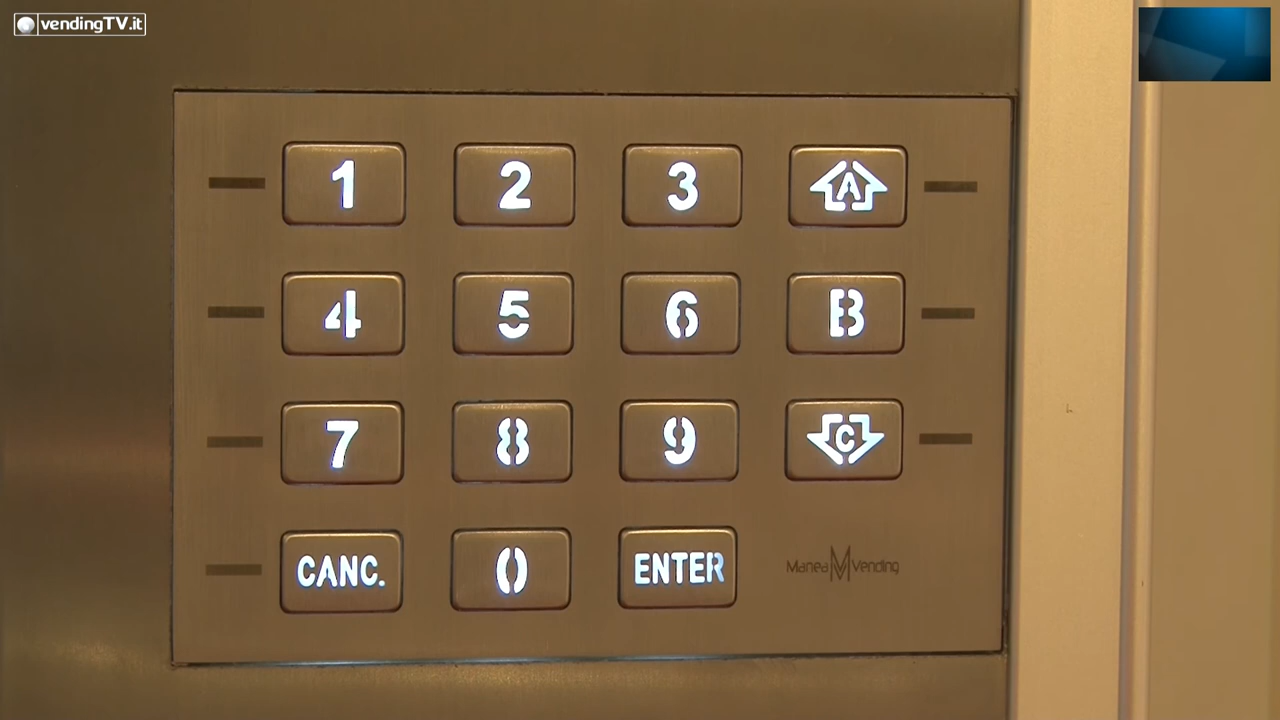 vendingTV.it
1 2 3 A
4 5 6 B
7 8 9 C
CANC. 0 ENTER
Manea Vending